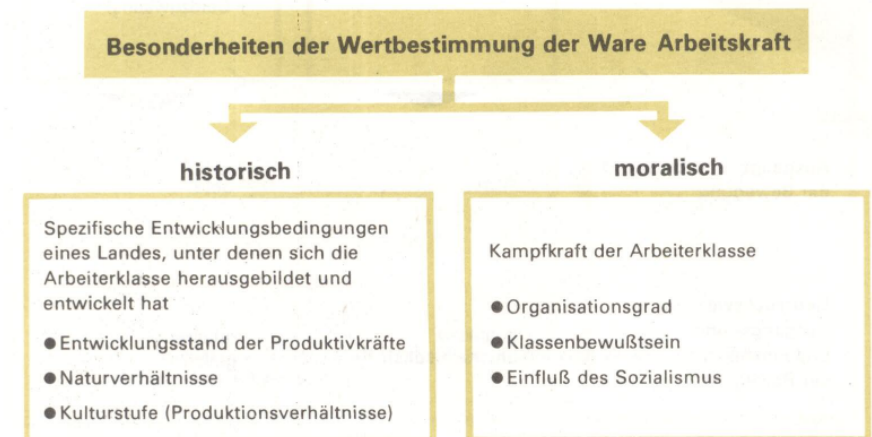 Besonderheiten der Wertbestimmung der Ware Arbeitskraft
historisch
Spezifische Entwicklungsbedingungen
eines Landes, unter denen sich die
Arbeiterklasse herausgebildet und
entwickelt hat
● Entwicklungsstand der Produktivkräfte
● Naturverhältnisse
● Kulturstufe (Produktionsverhältnisse)
moralisch
Kampfkraft der Arbeiterklasse
● Organisationsgrad
● Klassenbewußtsein
● Einfluß des Sozialismus